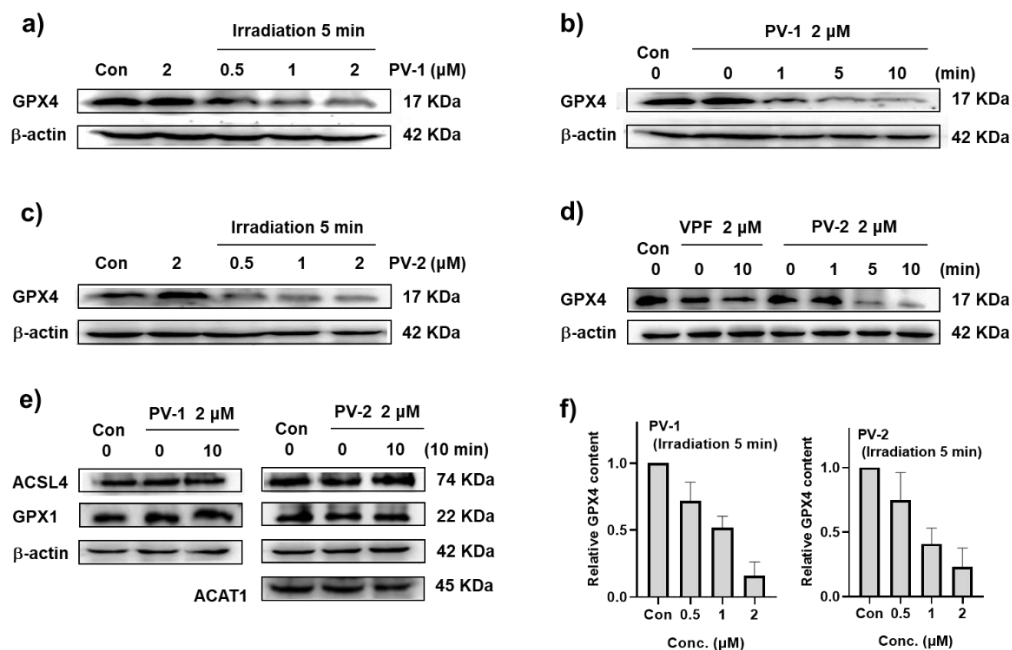 a)
Irradiation 5 min
Con 2 0.5 1 2 PV-1 (µM)
GPX4 17 KDa
β-actin 42 KDa
b)
PV-1 2 µM
Con
0 0 1 5 10 (min)
GPX4 17 KDa
β-actin 42 KDa
c)
Irradiation 5 min
Con 2 0.5 1 2 PV-2 (µM)
GPX4 17 KDa
β-actin 42 KDa
d)
VPF 2 µM PV-2 2 µM
Con
0 0 10 0 1 5 10 (min)
GPX4 17 KDa
β-actin 42 KDa
e)
PV-1 2 µM PV-2 2 µM
Con Con
0 0 10 0 0 10 (10 min)
ACSL4 74 KDa
GPX1 22 KDa
β-actin 42 KDa
ACAT1 45 KDa
f)
PV-1
(Irradiation 5 min)
Relative GPX4 content
1.0
0.5
0.0
Con 0.5 1 2
Conc. (µM)
PV-2
(Irradiation 5 min)
Relative GPX4 content
1.0
0.5
0.0
Con 0.5 1 2
Conc. (µM)